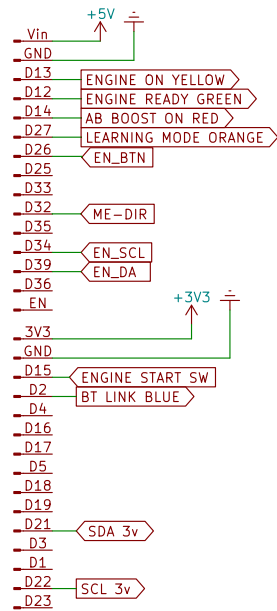 +5V
Vin
GND
D13 ENGINE ON YELLOW
D12 ENGINE READY GREEN
D14 AB BOOST ON RED
D27 LEARNING MODE ORANGE
D26 EN_BTN
D25
D33
D32 ME-DIR
D35
D34 EN_SCL
D39 EN_DA
D36
EN
+3V3
3V3
GND
D15 ENGINE START SW
D2 BT LINK BLUE
D4
D16
D17
D5
D18
D19
D21 SDA 3v
D3
D1
D22 SCL 3v
D23